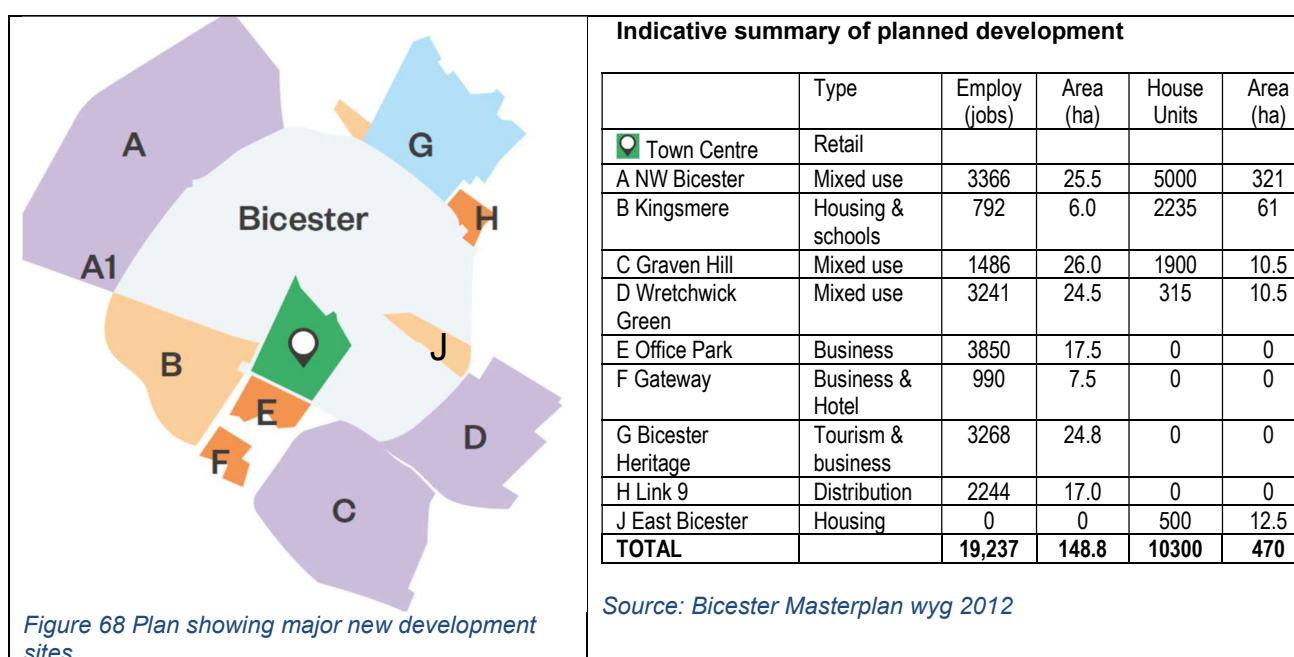 A
G
Bicester
H
A1
B
J
E
D
F
C
Figure 68 Plan showing major new development
sites
Indicative summary of planned development
Type Employ (jobs) Area (ha) House Units Area (ha)
Town Centre Retail
A NW Bicester Mixed use 3366 25.5 5000 321
B Kingsmere Housing & schools 792 6.0 2235 61
C Graven Hill Mixed use 1486 26.0 1900 10.5
D Wretchwick Green Mixed use 3241 24.5 315 10.5
E Office Park Business 3850 17.5 0 0
F Gateway Business & Hotel 990 7.5 0 0
G Bicester Heritage Tourism & business 3268 24.8 0 0
H Link 9 Distribution 2244 17.0 0 0
J East Bicester Housing 0 0 500 12.5
TOTAL 19,237 148.8 10300 470
Source: Bicester Masterplan wyg 2012